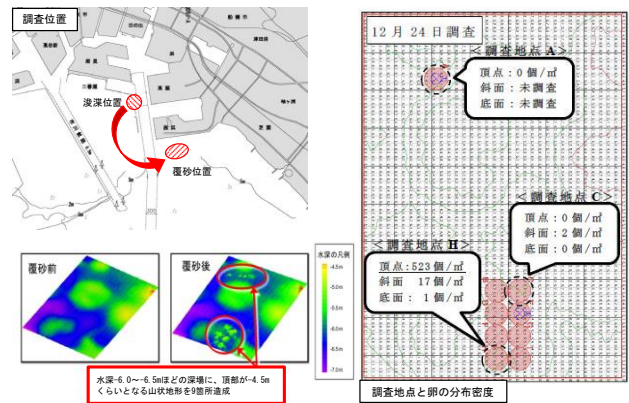 調査位置
船橋市
浚渫位置
覆砂位置
覆砂前
覆砂後
水深の凡例
-4.5m
-5.0m
-5.5m
-6.0m
-6.5m
-7.0m
水深-6.0～-6.5mほどの深場に、頂部が-4.5m
くらいとなる山状地形を9箇所造成
12月24日調査
＜調査地点A＞
頂点：0個/㎡
斜面：未調査
底面：未調査
＜調査地点C＞
頂点：0個/㎡
斜面：2個/㎡
底面：0個/㎡
＜調査地点H＞
頂点：523個/㎡
斜面 17個/㎡
底面： 1個/㎡
調査地点と卵の分布密度